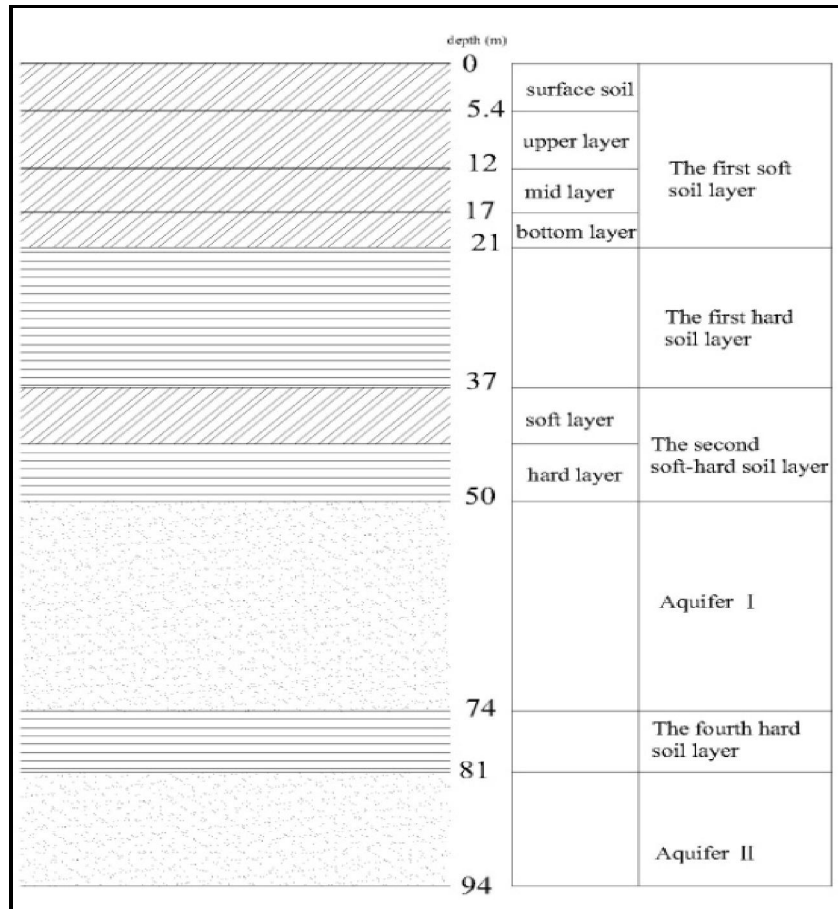 depth (m)
0
surface soil
5.4
upper layer
The first soft
soil layer
12
mid layer
17
bottom layer
21
The first hard
soil layer
37
soft layer
The second
soft-hard soil layer
hard layer
50
Aquifer I
74
The fourth hard
soil layer
81
Aquifer II
94